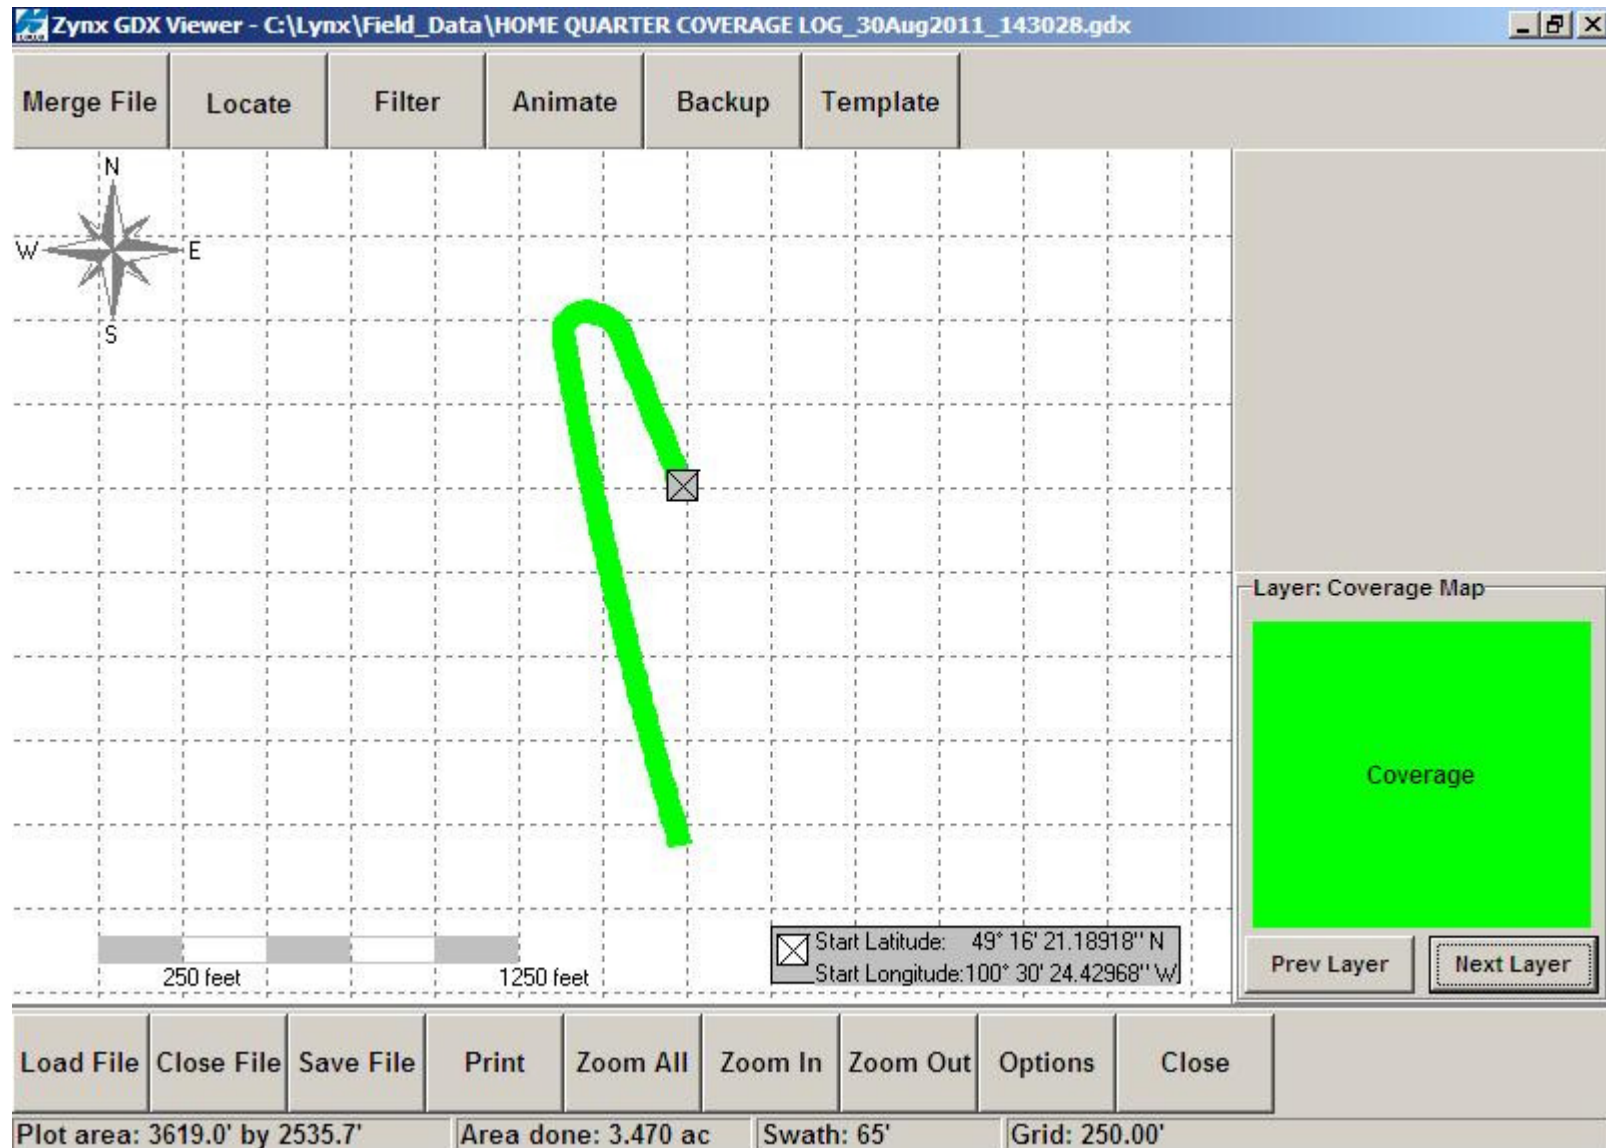 Zynx GDX Viewer - C:\Lynx\Field_Data\HOME QUARTER COVERAGE LOG_30Aug2011_143028.gdx
Merge File Locate Filter Animate Backup Template
N
W E
S
Layer: Coverage Map
Coverage
Start Latitude: 49° 16' 21.18918" N
Start Longitude:100° 30' 24.42968" W
250 feet 1250 feet
Prev Layer Next Layer
Load File Close File Save File Print Zoom All Zoom In Zoom Out Options Close
Plot area: 3619.0' by 2535.7' Area done: 3.470 ac Swath: 65' Grid: 250.00'